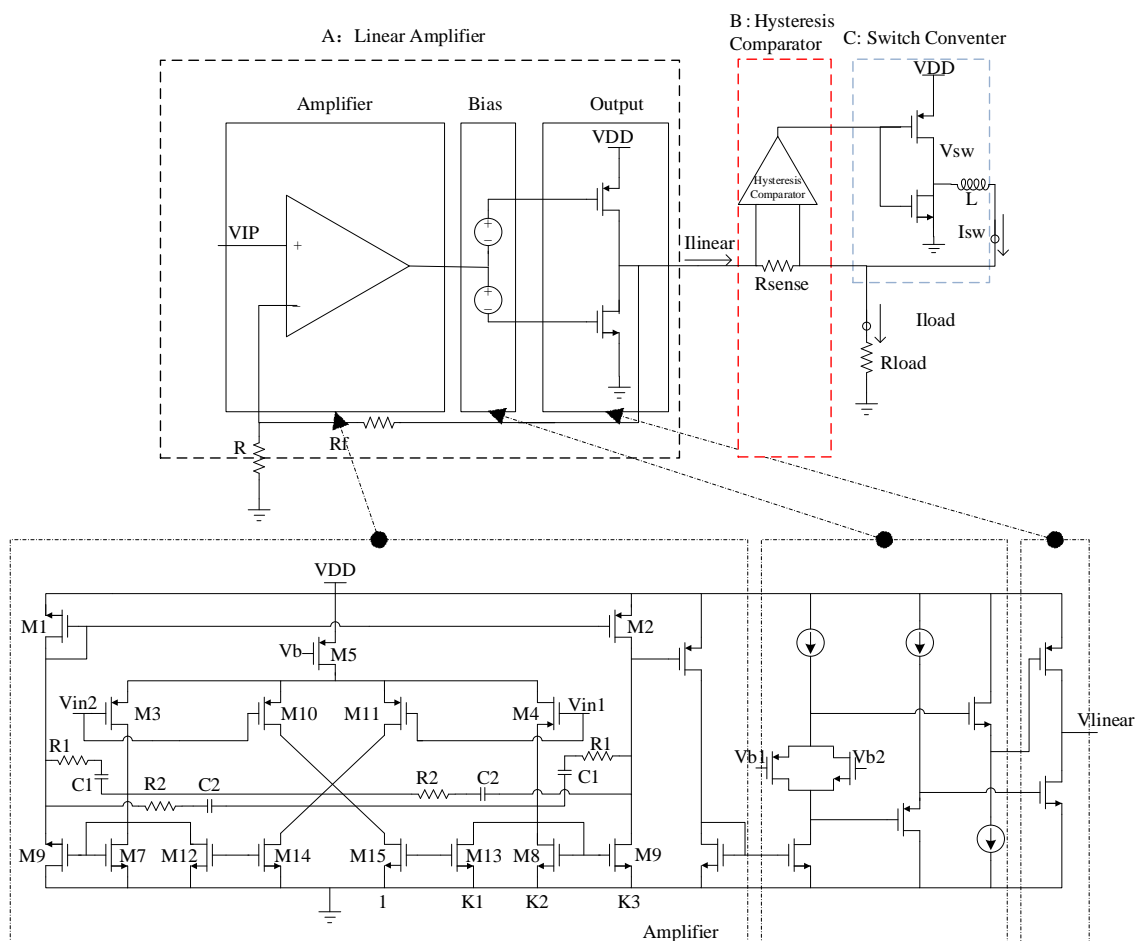 A: Linear Amplifier
B : Hysteresis
Comparator
C: Switch Conventer
Amplifier
Bias
Output
VDD
VDD
Vsw
Hysteresis
Comparator
L
VIP
+
−
+
−
+
−
Ilinear
Isw
Rsense
Iload
Rload
R
Rf
VDD
M1
M2
Vb
M5
Vin2
M3
M10
M11
M4
Vin1
Vlinear
R1
R1
C1
R2
C2
R2
C2
C1
Vb1
Vb2
M9
M7
M12
M14
M15
M13
M8
M9
1
K1
K2
K3
Amplifier